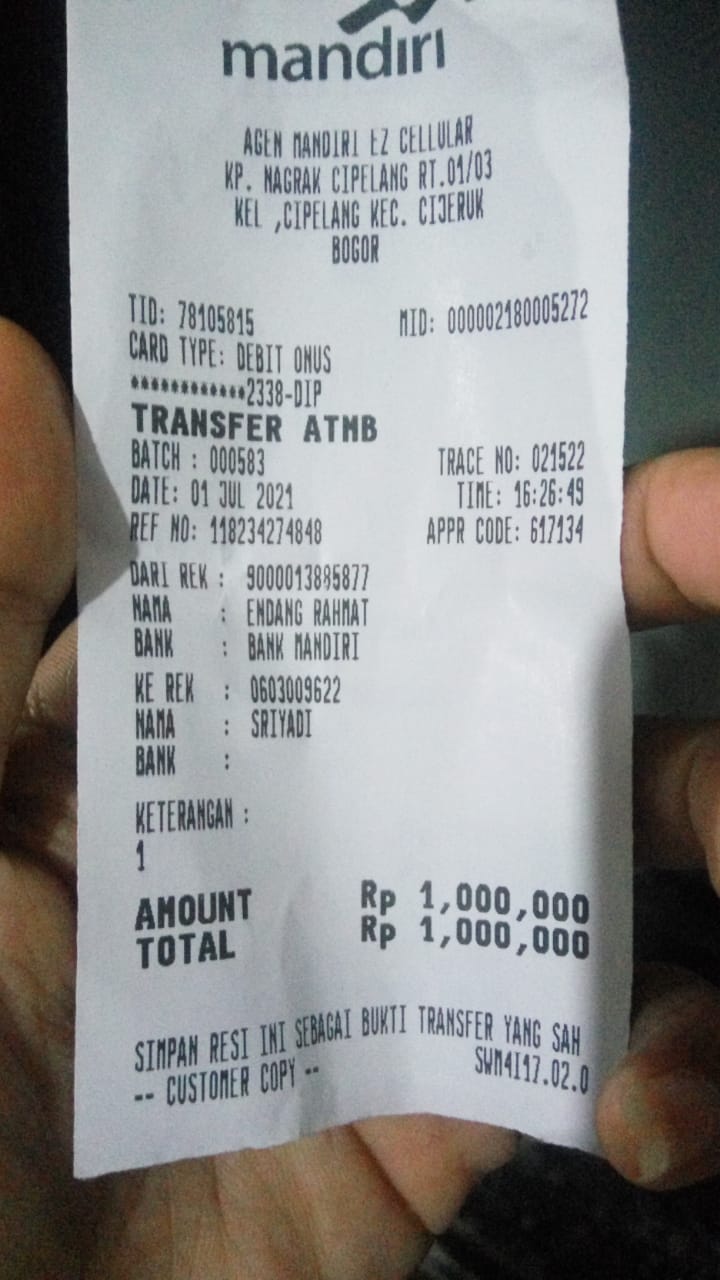 mandiri
AGEN MANDIRI EZ CELLULAR
KP. NAGRAK CIPELANG RT.01/03
KEL ,CIPELANG KEC. CIJERUK
BOGOR
TID: 78105815 MID: 000002180005272
CARD TYPE: DEBIT ONUS
************2338-DIP
TRANSFER ATMB
BATCH : 000583 TRACE NO: 021522
DATE: 01 JUL 2021 TIME: 16:26:49
REF NO: 118234274848 APPR CODE: 617134
DARI REK :
NAMA : ENDANG RAHMAT
BANK : BANK MANDIRI
KE REK : 0603009622
NAMA : SRIYADI
BANK :
KETERANGAN :
1
AMOUNT Rp 1,000,000
TOTAL Rp 1,000,000
SIMPAN RESI INI SEBAGAI BUKTI TRANSFER YANG SAH
-- CUSTOMER COPY -- SWM4I17.02.0